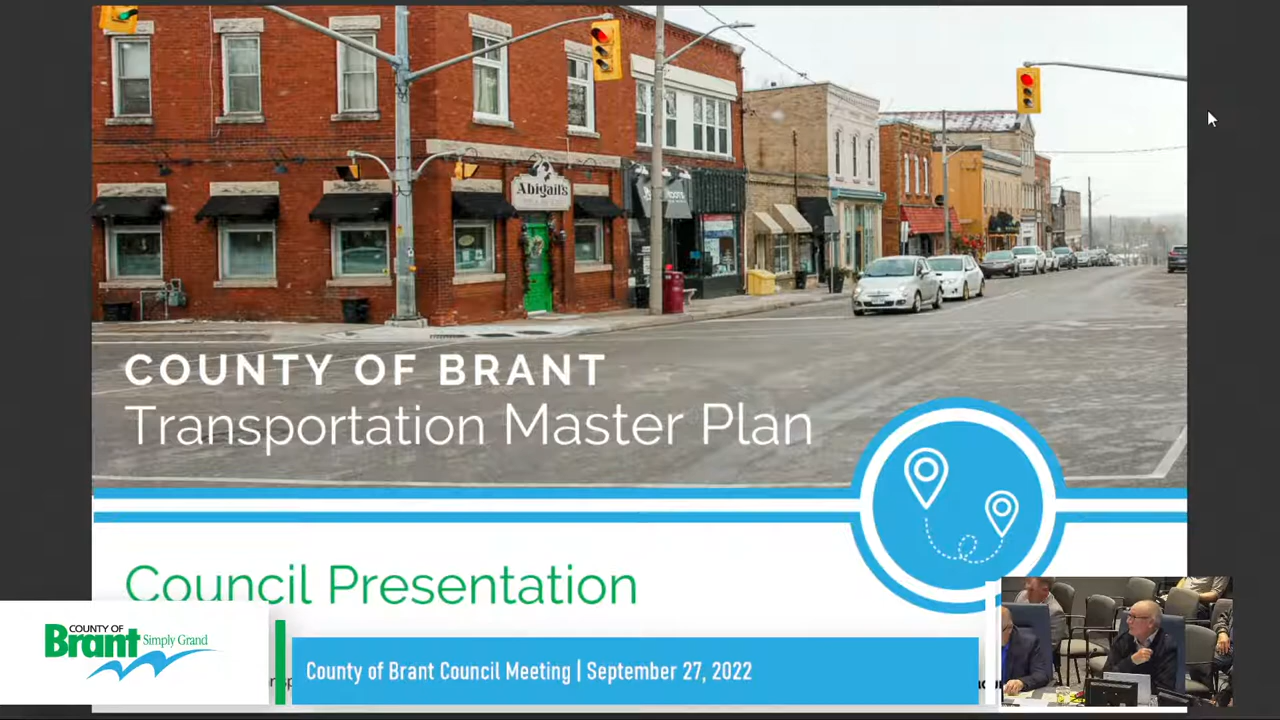 Abigail's
COUNTY OF BRANT
Transportation Master Plan
Council Presentation
COUNTY OF
Brant Simply Grand
County of Brant Council Meeting | September 27, 2022